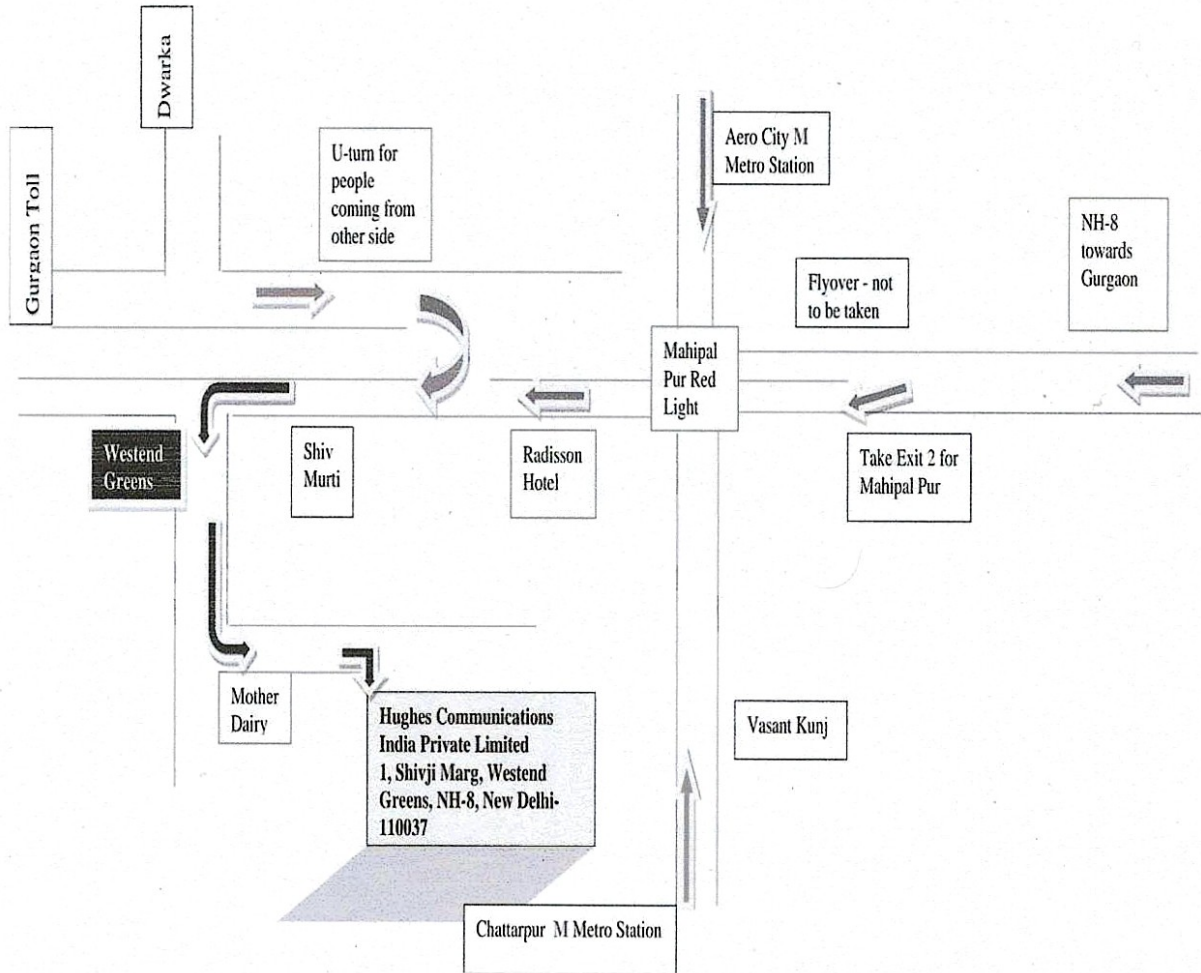 Dwarka
Gurgaon Toll
U-turn for
people
coming from
other side
Aero City M
Metro Station
NH-8
towards
Gurgaon
Flyover - not
to be taken
Mahipal
Pur Red
Light
Westend
Greens
Shiv
Murti
Radisson
Hotel
Take Exit 2 for
Mahipal Pur
Mother
Dairy
Hughes Communications
India Private Limited
1, Shivji Marg, Westend
Greens, NH-8, New Delhi-
110037
Vasant Kunj
Chattarpur M Metro Station